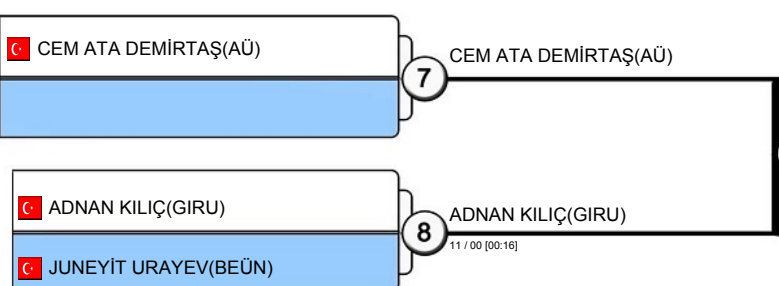 CEM ATA DEMİRTAŞ(AÜ)
7
CEM ATA DEMİRTAŞ(AÜ)
ADNAN KILIÇ(GIRU)
8
ADNAN KILIÇ(GIRU)
11 / 00 [00:16]
JUNEYİT URAYEV(BEÜN)